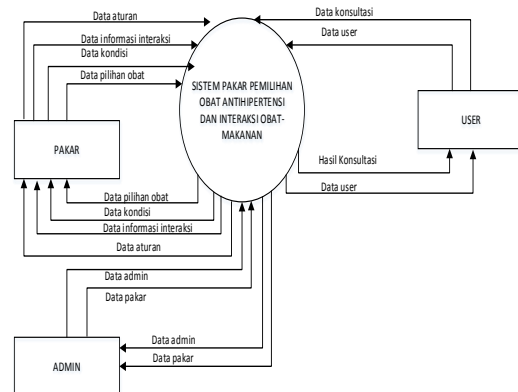 Data aturan
Data informasi interaksi
Data kondisi
Data pilihan obat
PAKAR
SISTEM PAKAR PEMILIHAN
OBAT ANTIHIPERTENSI
DAN INTERAKSI OBAT-
MAKANAN
Data konsultasi
Data user
USER
Hasil Konsultasi
Data user
Data pilihan obat
Data kondisi
Data informasi interaksi
Data aturan
Data admin
Data pakar
ADMIN
Data admin
Data pakar